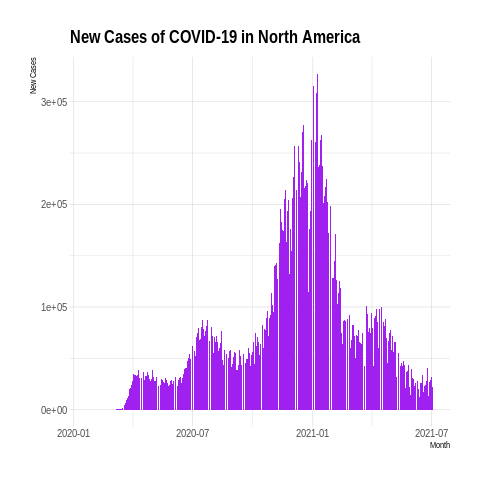 New Cases of COVID-19 in North America
New Cases
3e+05
2e+05
1e+05
0e+00
2020-01 2020-07 2021-01 2021-07
Month